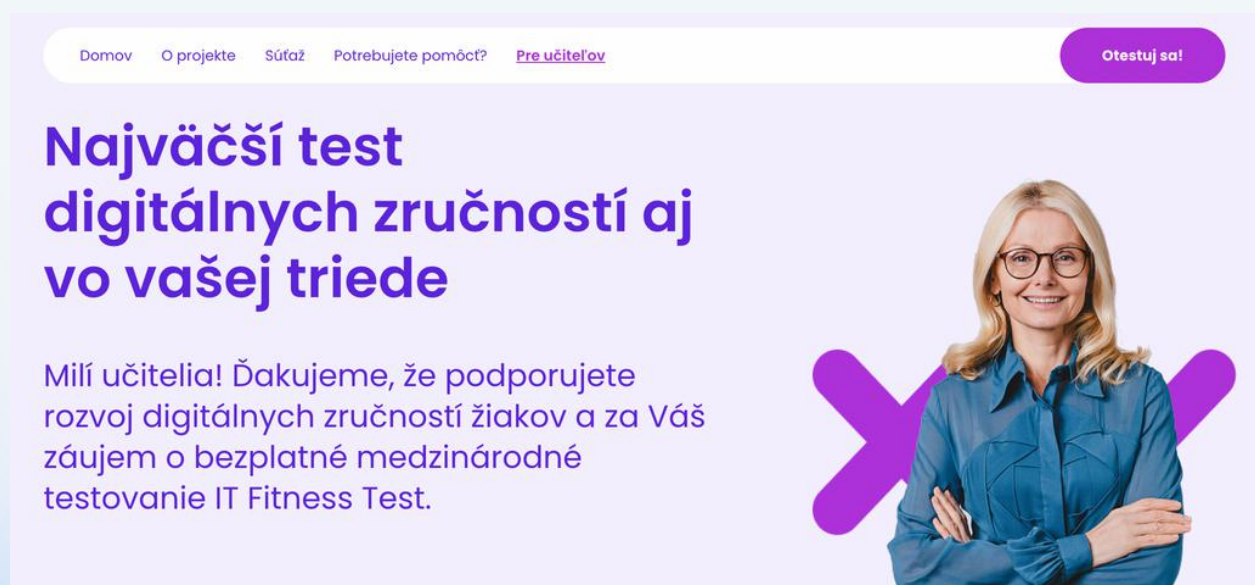 Domov
O projekte
Súťaž
Potrebujete pomôcť?
Pre učiteľov
Otestuj sa!
Najväčší test
digitálnych zručností aj
vo vašej triede
Milí učitelia! Ďakujeme, že podporujete
rozvoj digitálnych zručností žiakov a za Váš
záujem o bezplatné medzinárodné
testovanie IT Fitness Test.